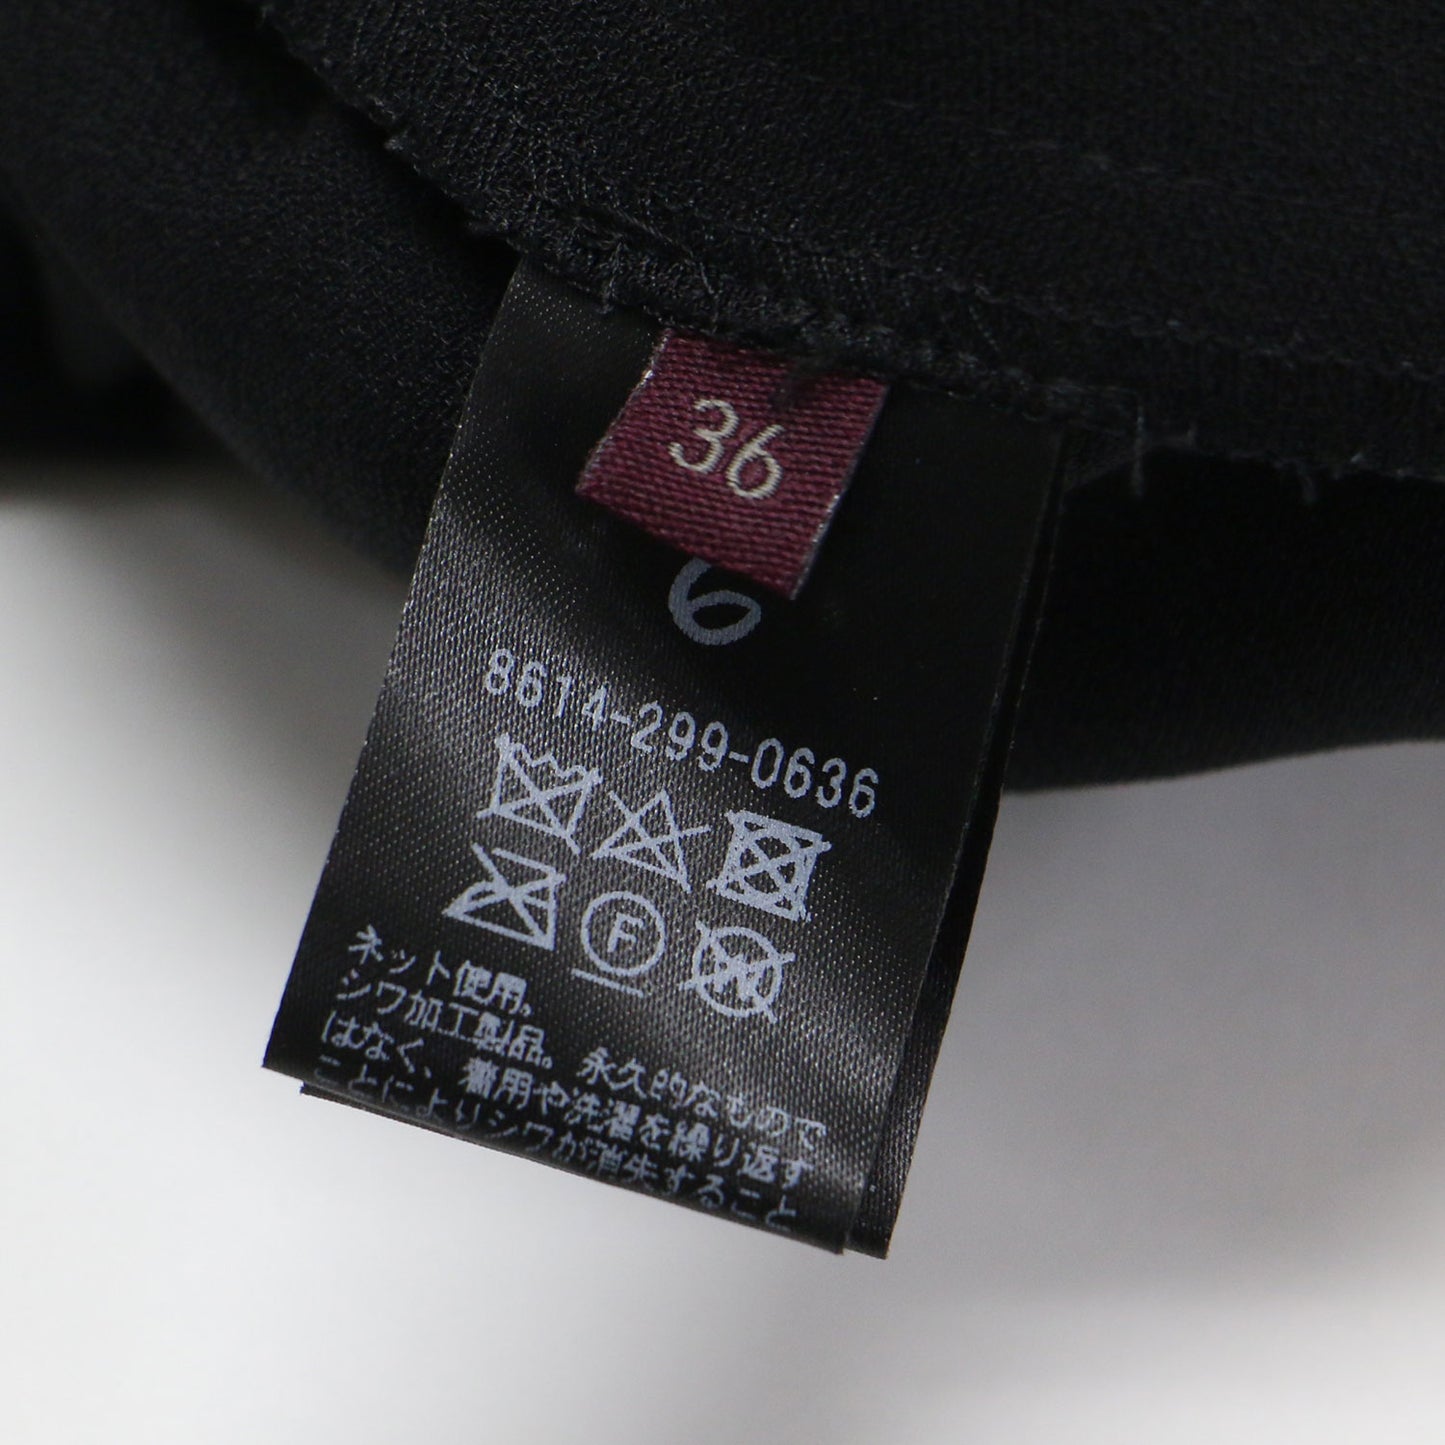 36
6
8614-299-0636
F
W
ネット使用。
シワ加工製品。永久的なもので
はなく、着用や洗濯を繰り返す
ことによりシワが消失すること